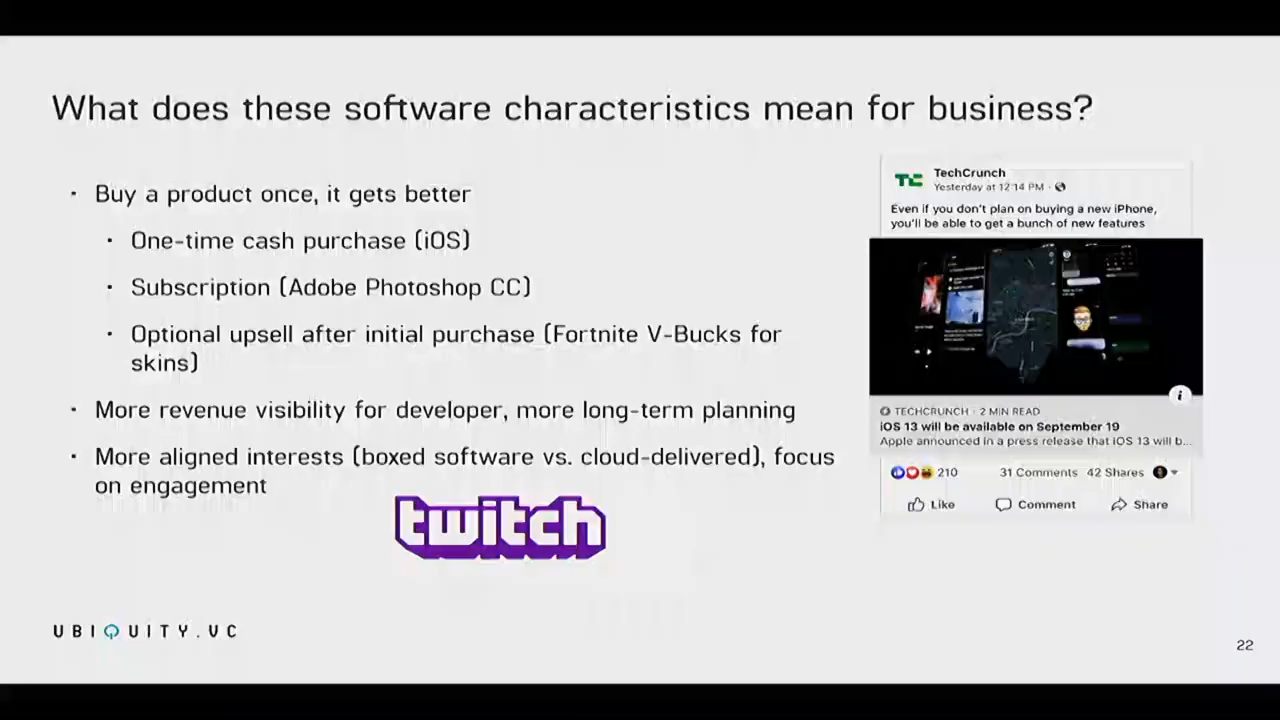 What does these software characteristics mean for business?
· Buy a product once, it gets better
· One-time cash purchase (iOS)
· Subscription (Adobe Photoshop CC)
· Optional upsell after initial purchase (Fortnite V-Bucks for
skins)
· More revenue visibility for developer, more long-term planning
· More aligned interests (boxed software vs. cloud-delivered), focus
on engagement
twitch
TC TechCrunch
Yesterday at 12:14 PM ·
Even if you don't plan on buying a new iPhone,
you'll be able to get a bunch of new features
i
TECHCRUNCH · 2 MIN READ
iOS 13 will be available on September 19
Apple announced in a press release that iOS 13 will b...
210 31 Comments 42 Shares
Like Comment Share
UBIQUITY.VC
22